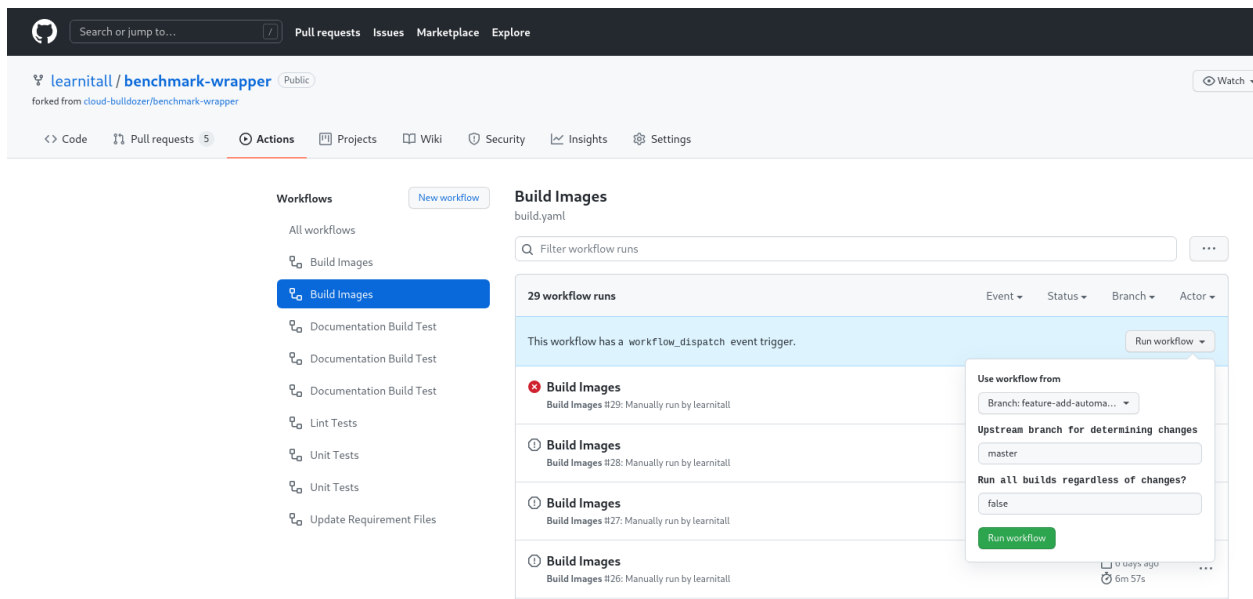 Search or jump to... /
Pull requests Issues Marketplace Explore
learnitall / benchmark-wrapper Public
Watch
forked from cloud-bulldozer/benchmark-wrapper
Code Pull requests 5 Actions Projects Wiki Security Insights Settings
Workflows New workflow
All workflows
Build Images
Build Images
Documentation Build Test
Documentation Build Test
Documentation Build Test
Lint Tests
Unit Tests
Unit Tests
Update Requirement Files
Build Images
build.yaml
Filter workflow runs
29 workflow runs Event Status Branch Actor
This workflow has a workflow_dispatch event trigger. Run workflow
Build Images
Build Images #29: Manually run by learnitall
Build Images
Build Images #28: Manually run by learnitall
Build Images
Build Images #27: Manually run by learnitall
Build Images
Build Images #26: Manually run by learnitall
Use workflow from
Branch: feature-add-automa...
Upstream branch for determining changes
master
Run all builds regardless of changes?
false
Run workflow
6 days ago
6m 57s